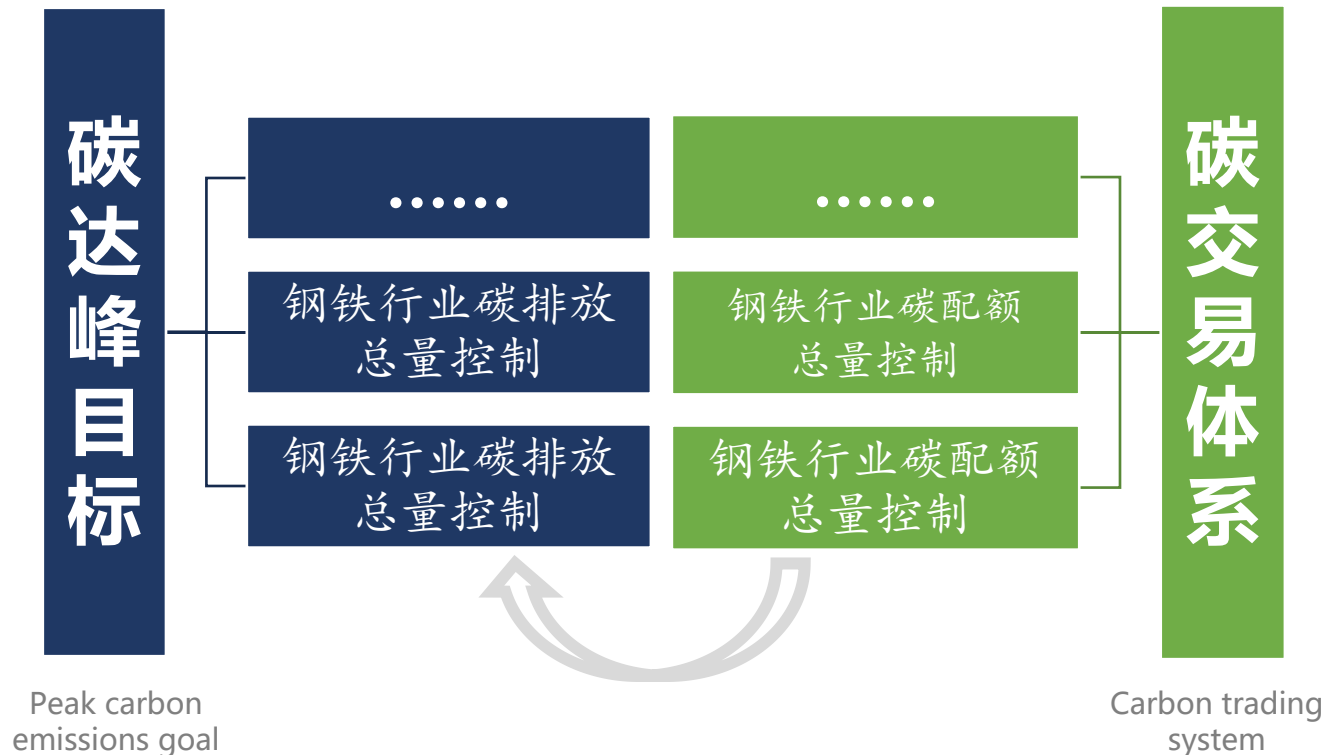 碳达峰目标
......
钢铁行业碳排放
总量控制
钢铁行业碳排放
总量控制
......
钢铁行业碳配额
总量控制
钢铁行业碳配额
总量控制
碳交易体系
Peak carbon
emissions goal
Carbon trading
system